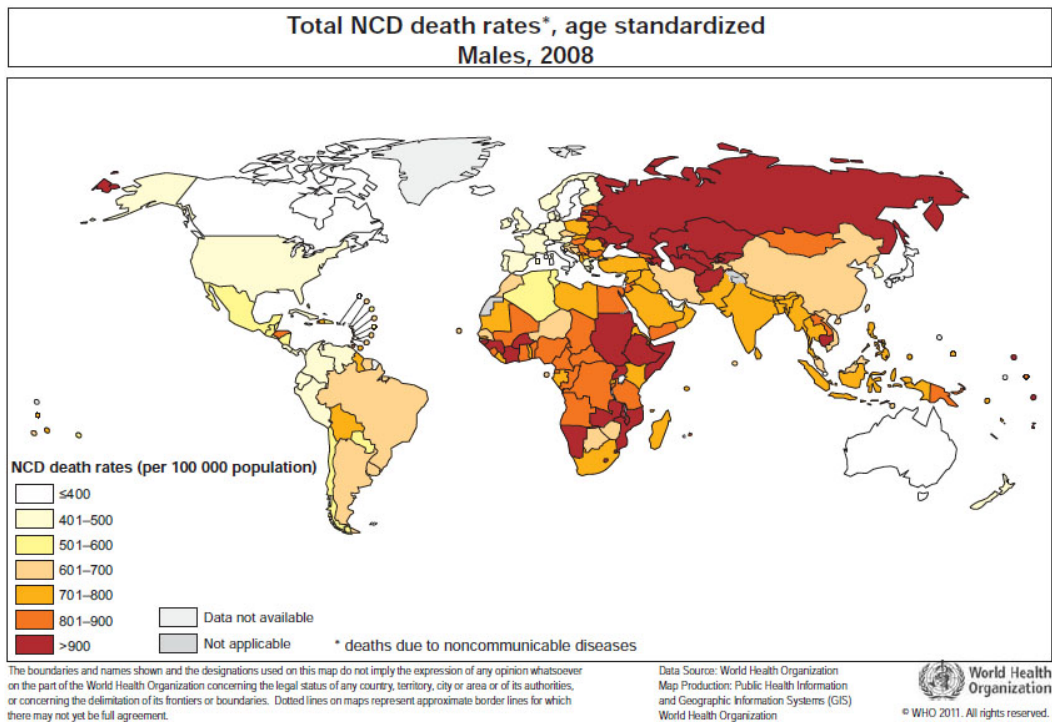 Total NCD death rates*, age standardized
Males, 2008
NCD death rates (per 100 000 population)
≤400
401–500
501–600
601–700
701–800
801–900
>900
Data not available
Not applicable
* deaths due to noncommunicable diseases
The boundaries and names shown and the designations used on this map do not imply the expression of any opinion whatsoever
on the part of the World Health Organization concerning the legal status of any country, territory, city or area or of its authorities,
or concerning the delimitation of its frontiers or boundaries. Dotted lines on maps represent approximate border lines for which
there may not yet be full agreement.
Data Source: World Health Organization
Map Production: Public Health Information
and Geographic Information Systems (GIS)
World Health Organization
World Health
Organization
© WHO 2011. All rights reserved.